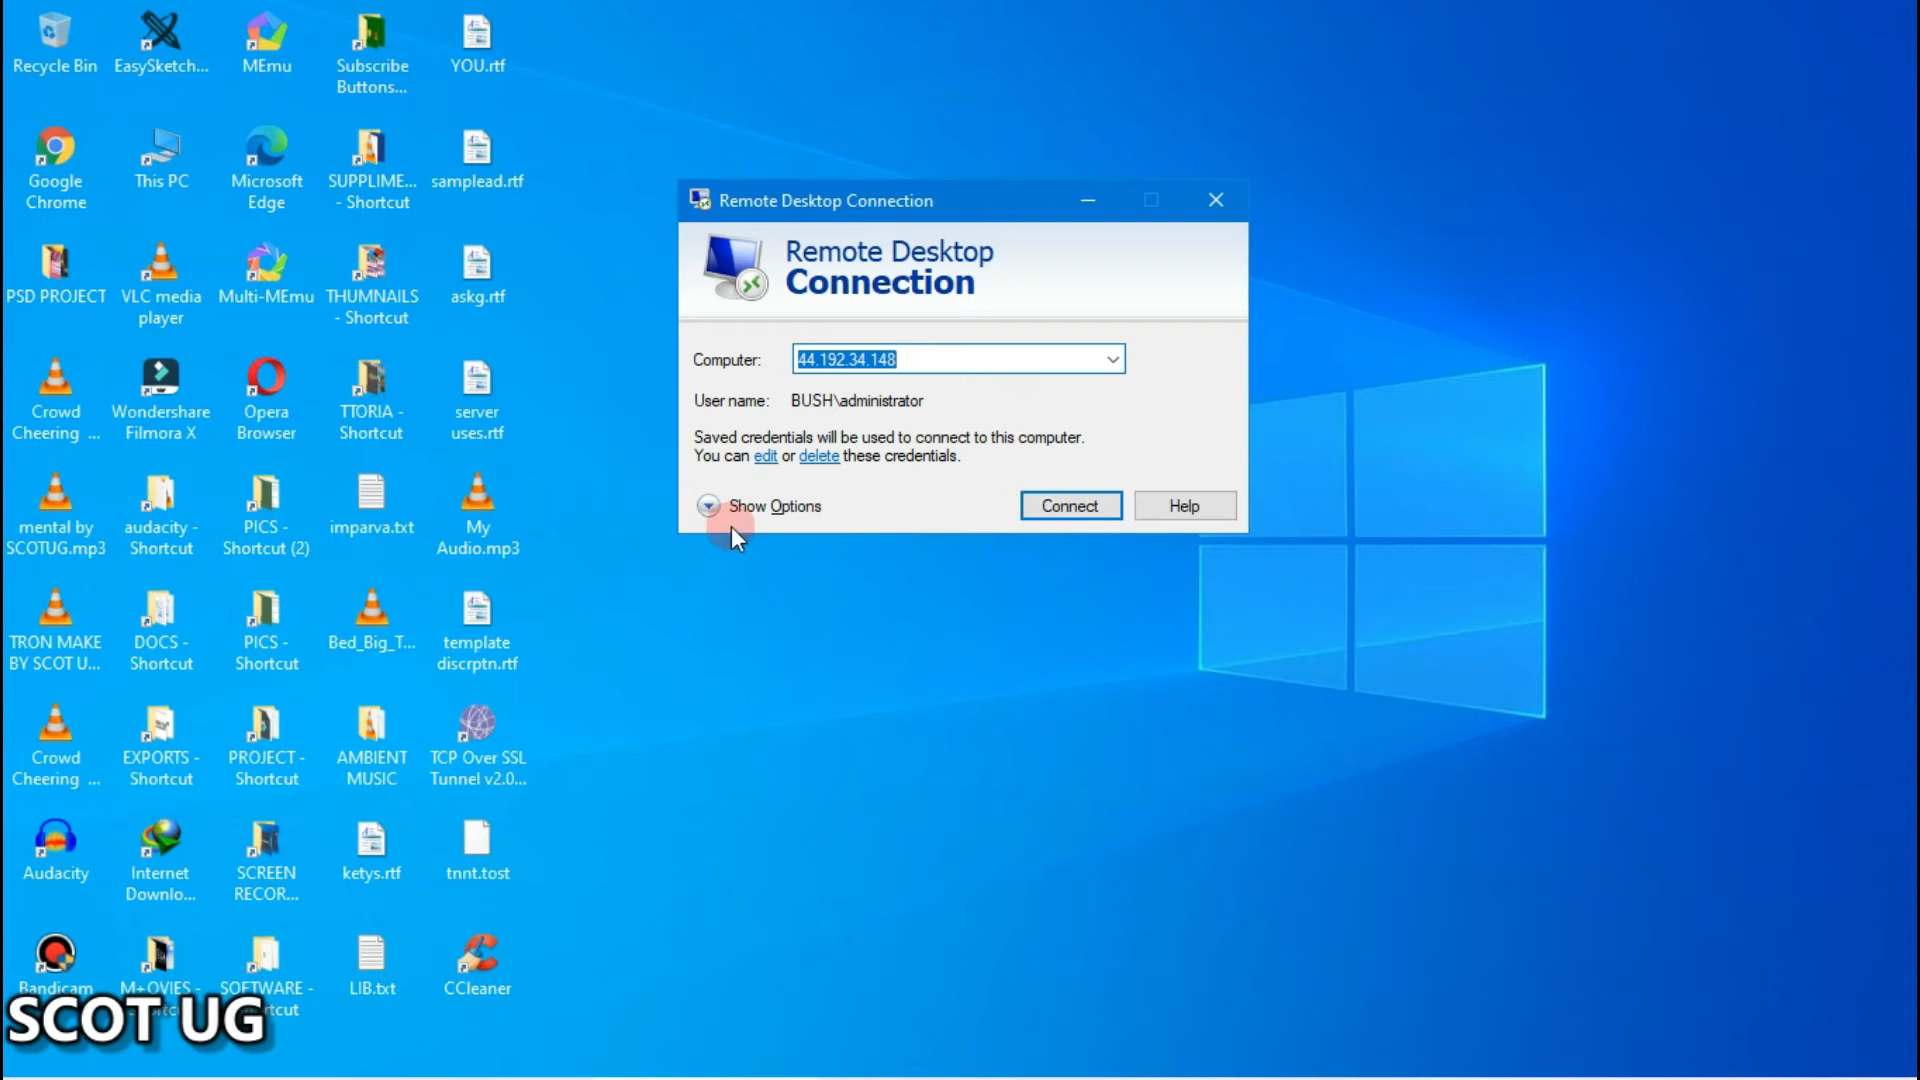 Recycle Bin
EasySketch...
MEmu
Subscribe
Buttons...
YOU.rtf
Google
Chrome
This PC
Microsoft
Edge
SUPPLIME...
- Shortcut
samplead.rtf
PSD PROJECT
VLC media
player
Multi-MEmu
THUMNAILS
- Shortcut
askg.rtf
Crowd
Cheering ...
Wondershare
Filmora X
Opera
Browser
TTORIA -
Shortcut
server
uses.rtf
mental by
SCOTUG.mp3
audacity -
Shortcut
PICS -
Shortcut (2)
imparva.txt
My
Audio.mp3
TRON MAKE
BY SCOT U...
DOCS -
Shortcut
PICS -
Shortcut
Bed_Big_T...
template
discrptn.rtf
Crowd
Cheering ...
EXPORTS -
Shortcut
PROJECT -
Shortcut
AMBIENT
MUSIC
TCP Over SSL
Tunnel v2.0...
Audacity
Internet
Downlo...
SCREEN
RECOR...
ketys.rtf
tnnt.tost
Bandicam
M+OVIES -
SOFTWARE -
LIB.txt
CCleaner
SCOT UG
Remote Desktop Connection
Remote Desktop
Connection
Computer: 44.192.34.148
User name: BUSH\administrator
Saved credentials will be used to connect to this computer.
You can edit or delete these credentials.
Show Options
Connect
Help